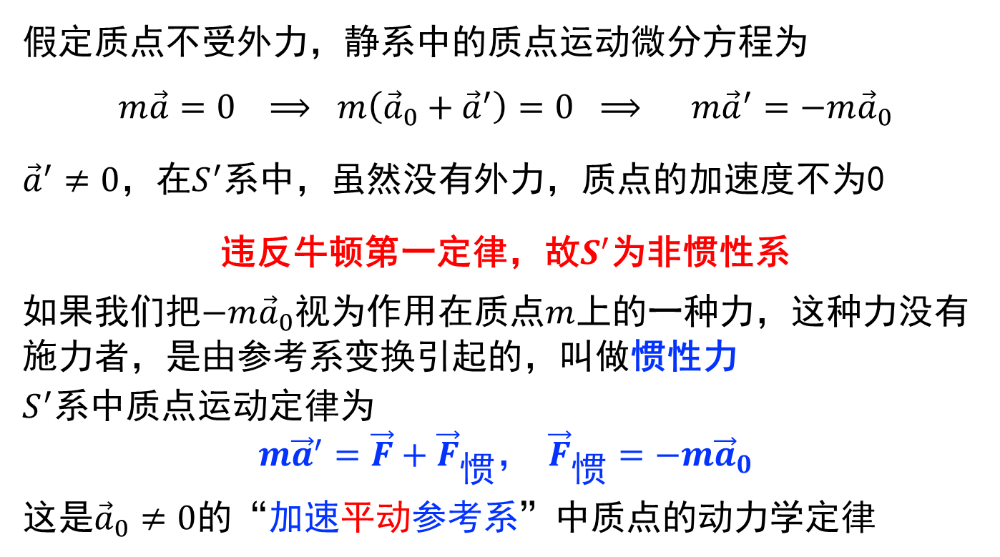 假定质点不受外力，静系中的质点运动微分方程为
$m\vec{a} = 0 \implies m(\vec{a}_0 + \vec{a}') = 0 \implies m\vec{a}' = -m\vec{a}_0$
$\vec{a}' \neq 0$，在$S'$系中，虽然没有外力，质点的加速度不为0
违反牛顿第一定律，故$S'$为非惯性系
如果我们把$-m\vec{a}_0$视为作用在质点$m$上的一种力，这种力没有
施力者，是由参考系变换引起的，叫做惯性力
$S'$系中质点运动定律为
$m\vec{a}' = \vec{F} + \vec{F}_{惯}， \vec{F}_{惯} = -m\vec{a}_0$
这是$\vec{a}_0 \neq 0$的“加速平动参考系”中质点的动力学定律